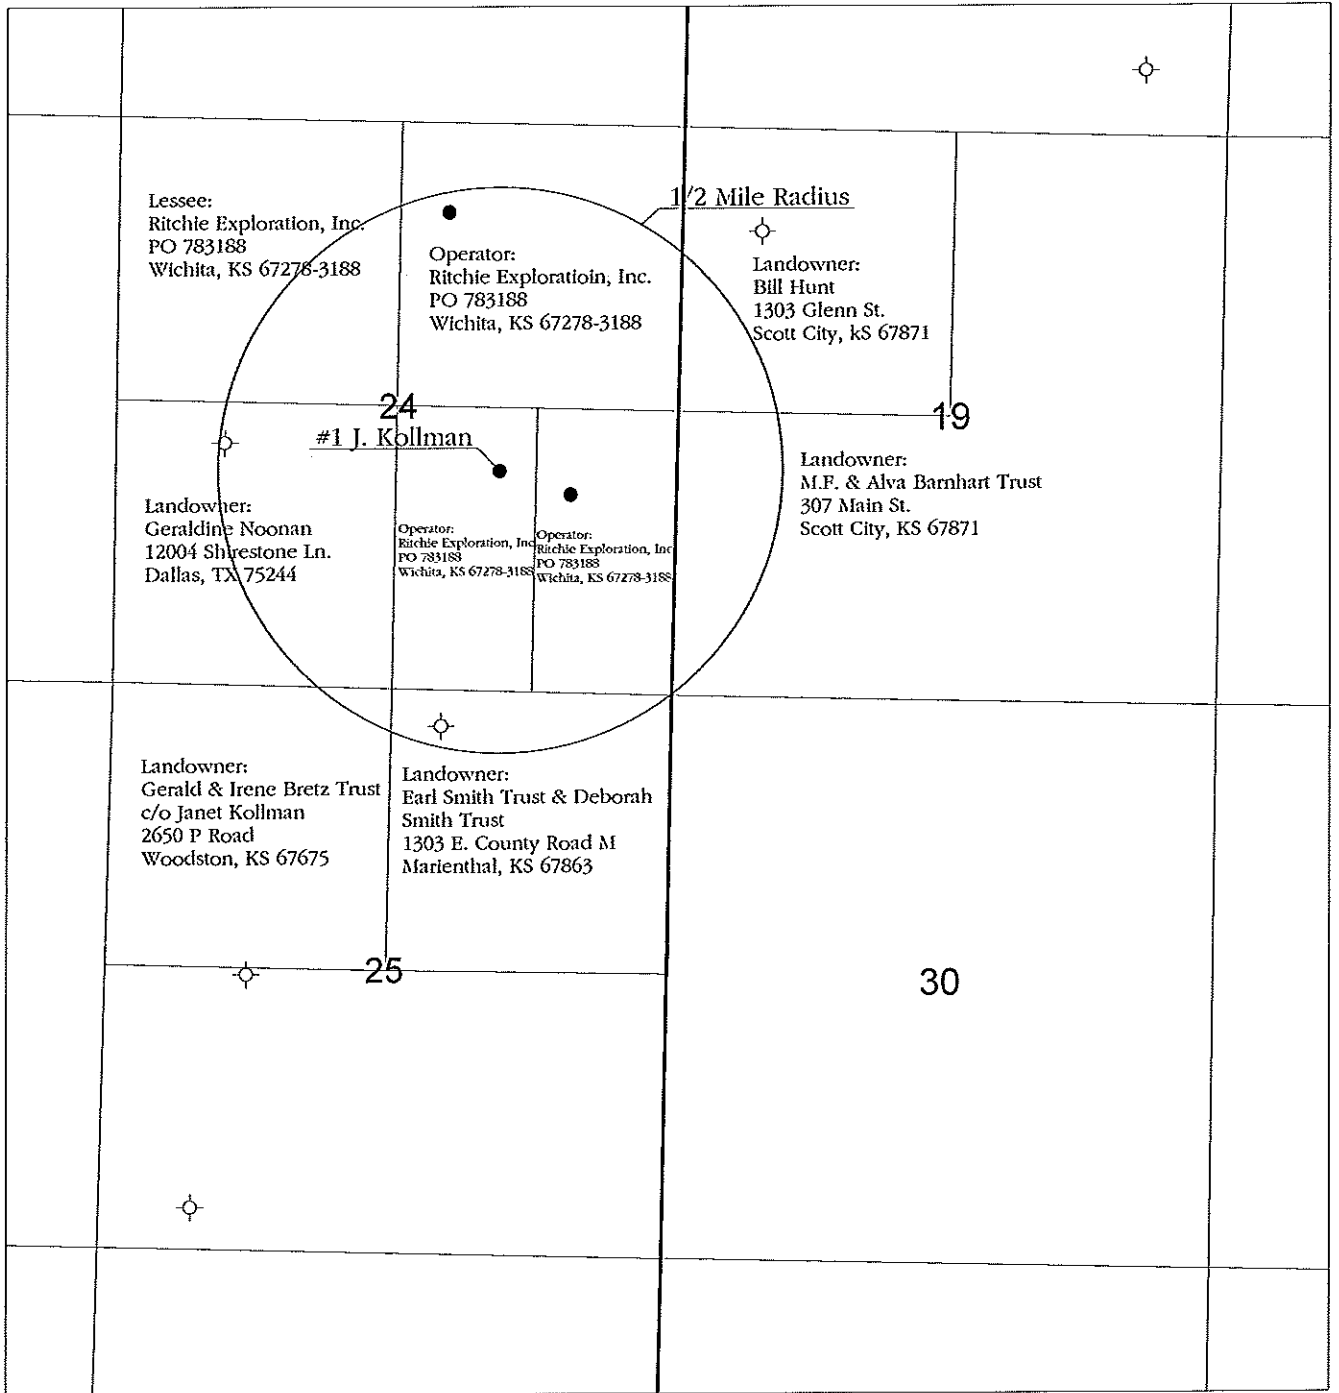 Lessee:
Ritchie Exploration, Inc.
PO 783188
Wichita, KS 67278-3188
1/2 Mile Radius
Operator:
Ritchie Exploratioin, Inc.
PO 783188
Wichita, KS 67278-3188
Landowner:
Bill Hunt
1303 Glenn St.
Scott City, kS 67871
24
19
#1 J. Kollman
Landowner:
M.F. & Alva Barnhart Trust
307 Main St.
Scott City, KS 67871
Landowner:
Geraldine Noonan
12004 Shirestone Ln.
Dallas, TX 75244
Operator:
Ritchie Exploration, Inc
PO 783188
Wichita, KS 67278-3188
Operator:
Ritchie Exploration, Inc
PO 783188
Wichita, KS 67278-3188
Landowner:
Gerald & Irene Bretz Trust
c/o Janet Kollman
2650 P Road
Woodston, KS 67675
Landowner:
Earl Smith Trust & Deborah
Smith Trust
1303 E. County Road M
Marienthal, KS 67863
25
30